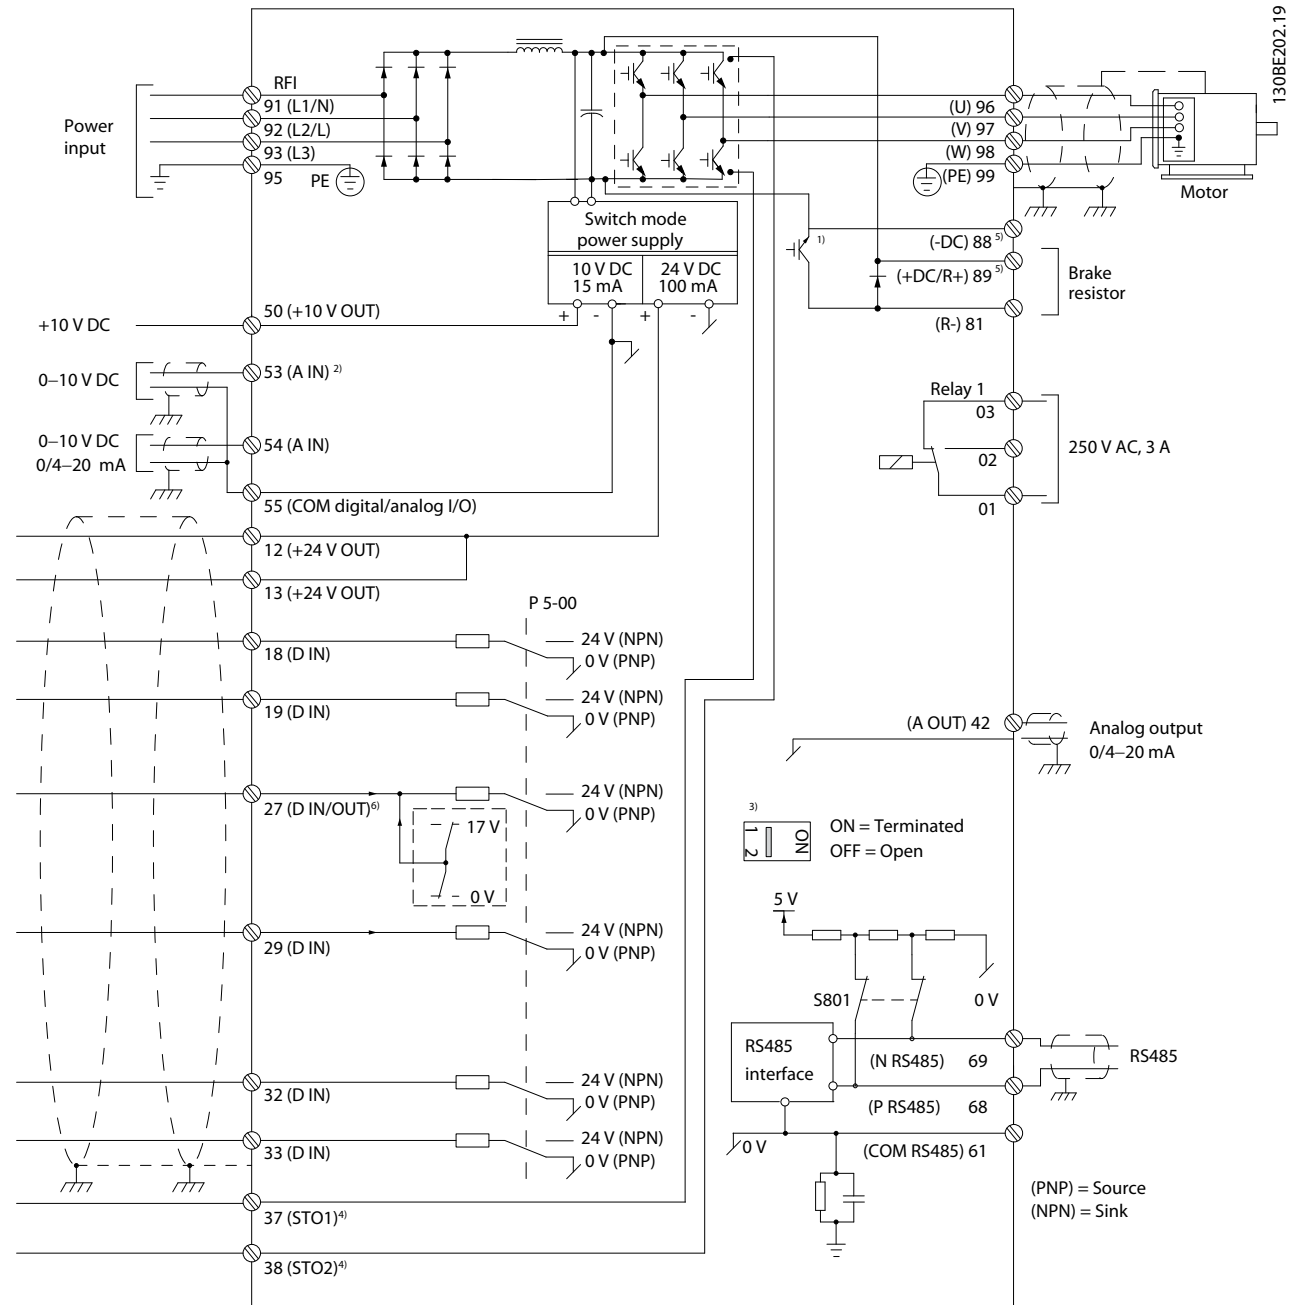 130BE202.19
RFI
91 (L1/N)
92 (L2/L)
93 (L3)
95
PE
Power
input
(U) 96
(V) 97
(W) 98
(PE) 99
Motor
Switch mode
power supply
10 V DC
15 mA
24 V DC
100 mA
+ - + -
1)
(-DC) 88 5)
(+DC/R+) 89 5)
(R-) 81
Brake
resistor
+10 V DC
50 (+10 V OUT)
0–10 V DC
53 (A IN) 2)
0–10 V DC
0/4–20 mA
54 (A IN)
55 (COM digital/analog I/O)
Relay 1
03
02
01
250 V AC, 3 A
12 (+24 V OUT)
13 (+24 V OUT)
P 5-00
18 (D IN)
24 V (NPN)
0 V (PNP)
19 (D IN)
24 V (NPN)
0 V (PNP)
(A OUT) 42
Analog output
0/4–20 mA
27 (D IN/OUT) 6)
24 V (NPN)
0 V (PNP)
17 V
0 V
3)
1 2
ON
ON = Terminated
OFF = Open
5 V
29 (D IN)
24 V (NPN)
0 V (PNP)
S801
0 V
RS485
interface
(N RS485) 69
(P RS485) 68
RS485
0 V
(COM RS485) 61
32 (D IN)
24 V (NPN)
0 V (PNP)
33 (D IN)
24 V (NPN)
0 V (PNP)
(PNP) = Source
(NPN) = Sink
37 (STO1) 4)
38 (STO2) 4)